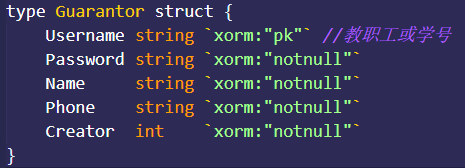 type Guarantor struct {
    Username string `xorm:"pk"` //教职工或学号
    Password string `xorm:"notnull"`
    Name     string `xorm:"notnull"`
    Phone    string `xorm:"notnull"`
    Creator  int    `xorm:"notnull"`
}